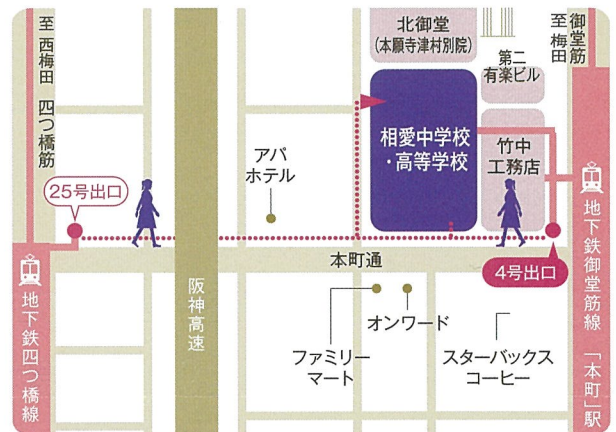 至 西梅田
四つ橋筋
北御堂
(本願寺津村別院)
至 梅田
御堂筋
第二
有楽ビル
相愛中学校
・高等学校
竹中
工務店
アパ
ホテル
25号出口
4号出口
本町通
阪神高速
地下鉄四つ橋線
地下鉄御堂筋線 「本町」駅
オンワード
ファミリー
マート
スターバックス
コーヒー